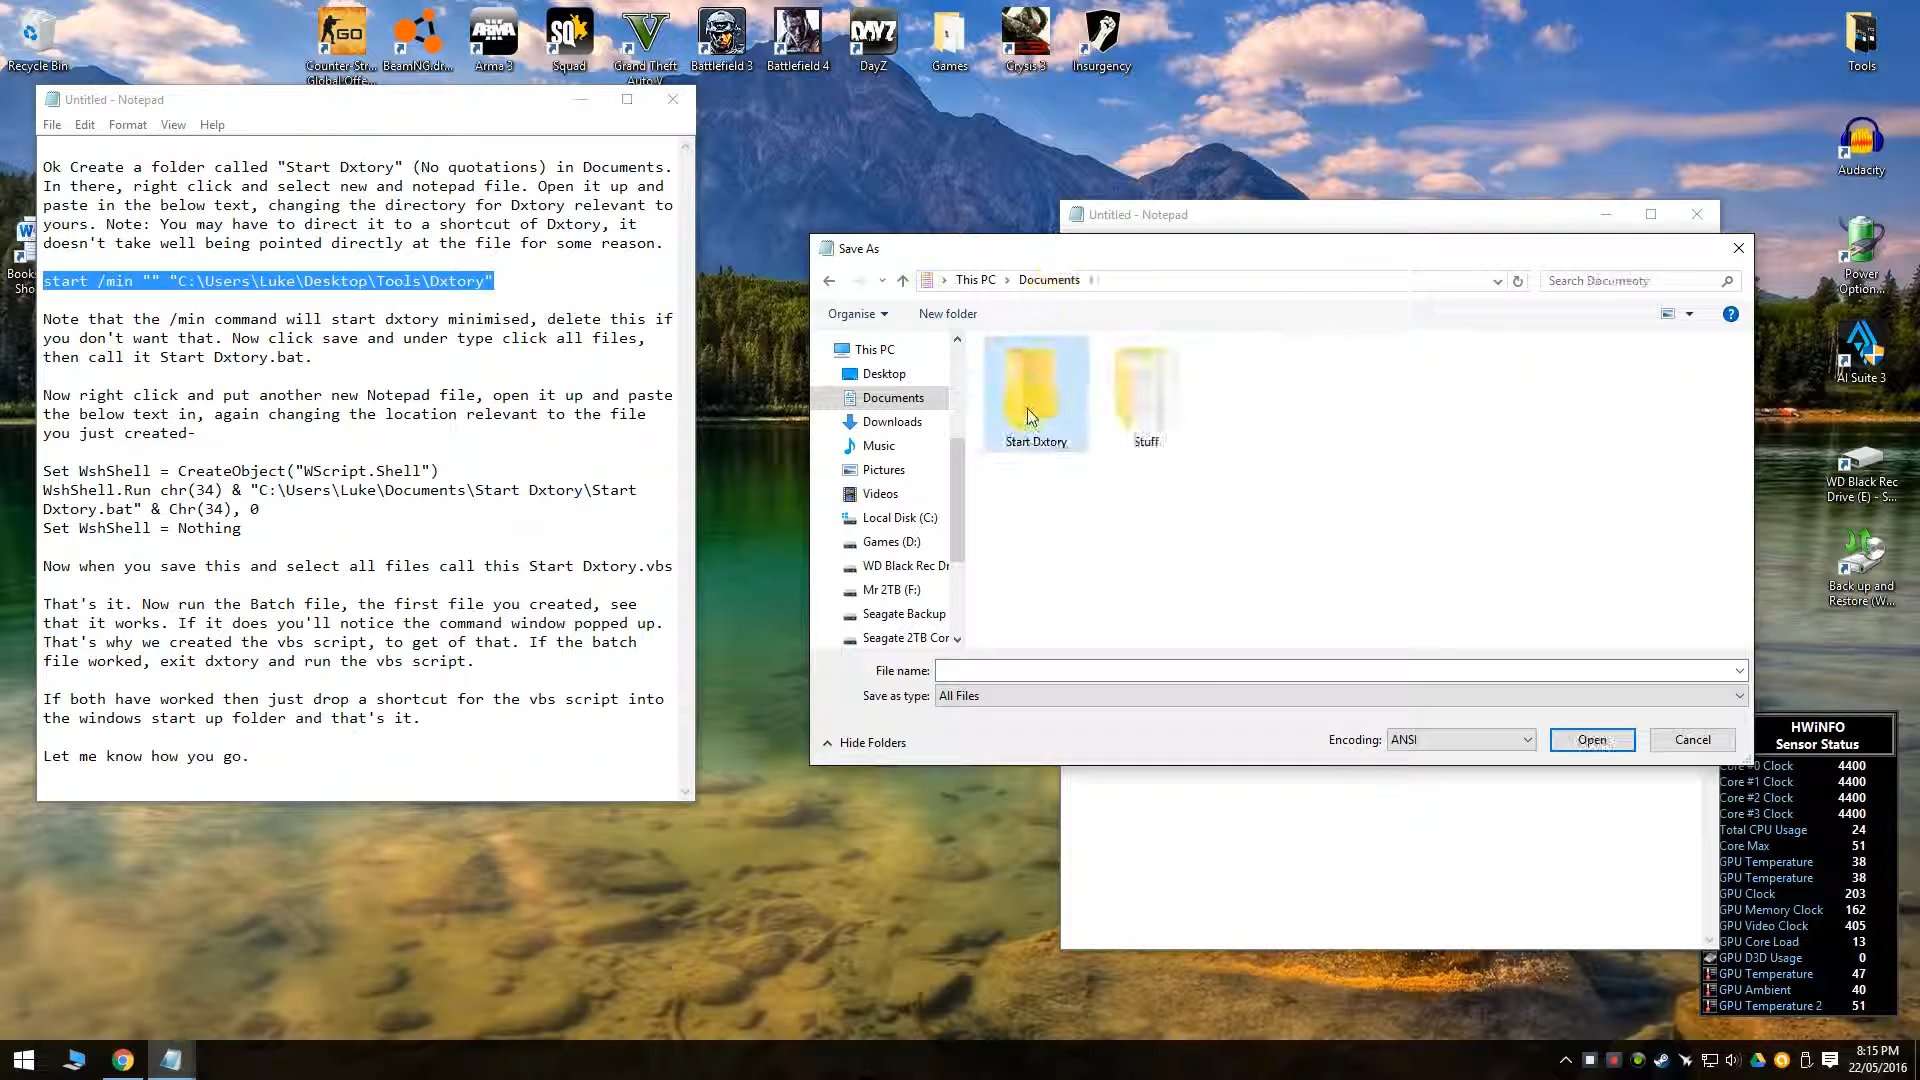 Recycle Bin
Counter-Str...
Global Offe...
BeamNG.dr...
Arma 3
Squad
Grand Theft
Auto V
Battlefield 3
Battlefield 4
DayZ
Games
Crysis 3
Insurgency
Tools
Audacity
Power
Option...
AI Suite 3
WD Black Rec
Drive (E) - S...
Back up and
Restore (W...
Untitled - Notepad
File Edit Format View Help
Ok Create a folder called "Start Dxtory" (No quotations) in Documents.
In there, right click and select new and notepad file. Open it up and
paste in the below text, changing the directory for Dxtory relevant to
yours. Note: You may have to direct it to a shortcut of Dxtory, it
doesn't take well being pointed directly at the file for some reason.
start /min "" "C:\Users\Luke\Desktop\Tools\Dxtory"
Note that the /min command will start dxtory minimised, delete this if
you don't want that. Now click save and under type click all files,
then call it Start Dxtory.bat.
Now right click and put another new Notepad file, open it up and paste
the below text in, again changing the location relevant to the file
you just created-
Set WshShell = CreateObject("WScript.Shell")
WshShell.Run chr(34) & "C:\Users\Luke\Documents\Start Dxtory\Start
Dxtory.bat" & Chr(34), 0
Set WshShell = Nothing
Now when you save this and select all files call this Start Dxtory.vbs
That's it. Now run the Batch file, the first file you created, see
that it works. If it does you'll notice the command window popped up.
That's why we created the vbs script, to get of that. If the batch
file worked, exit dxtory and run the vbs script.
If both have worked then just drop a shortcut for the vbs script into
the windows start up folder and that's it.
Let me know how you go.
Untitled - Notepad
Save As
This PC > Documents
Search Documents
Organise
New folder
This PC
Desktop
Documents
Downloads
Music
Pictures
Videos
Local Disk (C:)
Games (D:)
WD Black Rec Dr
Mr 2TB (F:)
Seagate Backup
Seagate 2TB Cor
Start Dxtory
Stuff
File name:
Save as type: All Files
Hide Folders
Encoding: ANSI
Open
Cancel
HWiNFO
Sensor Status
Core #0 Clock 4400
Core #1 Clock 4400
Core #2 Clock 4400
Core #3 Clock 4400
Total CPU Usage 24
Core Max 51
GPU Temperature 38
GPU Temperature 38
GPU Clock 203
GPU Memory Clock 162
GPU Video Clock 405
GPU Core Load 13
GPU D3D Usage 0
GPU Temperature 47
GPU Ambient 40
GPU Temperature 2 51
8:15 PM
22/05/2016